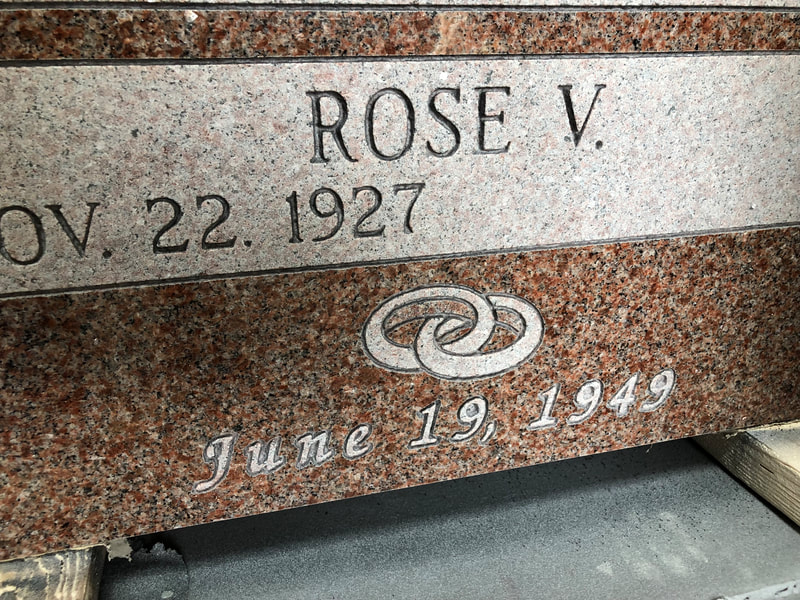 ROSE V.
OV. 22. 1927
June 19, 1949